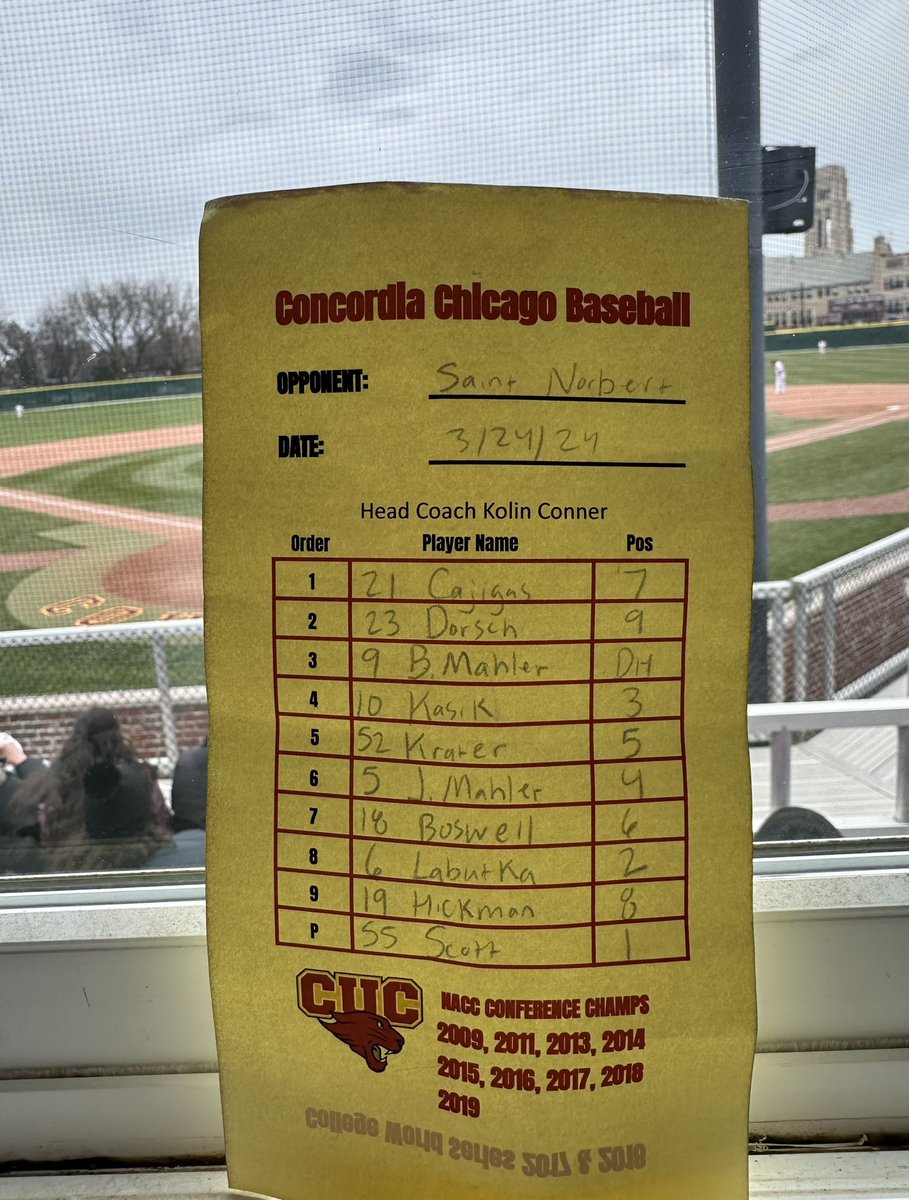 Concordia Chicago Baseball
OPPONENT: Saint Norbert
DATE: 3/24/24
Head Coach Kolin Conner
Order Player Name Pos
1 21 Cajigas 7
2 23 Dorsch 9
3 9 B. Mahler DH
4 10 Kasik 3
5 52 Krater 5
6 5 J. Mahler 4
7 18 Boswell 6
8 6 Labutka 2
9 19 Hickman 8
P 55 Scott 1
CUC
NACC CONFERENCE CHAMPS
2009, 2011, 2013, 2014
2015, 2016, 2017, 2018
2019
College World Series 2017 & 2019